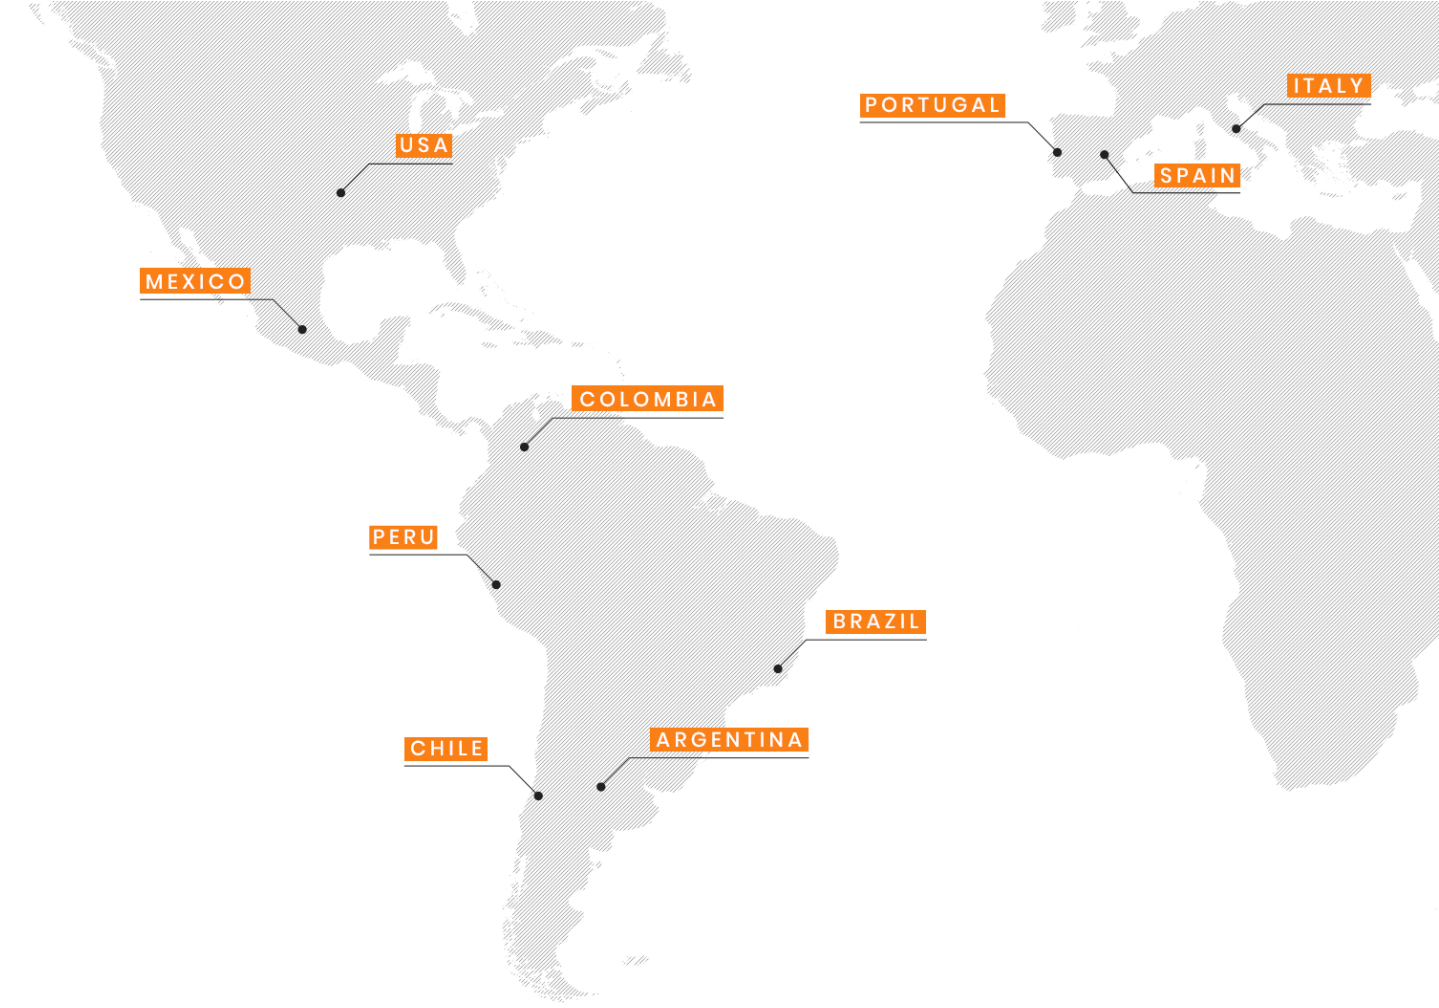 ITALY
PORTUGAL
USA
SPAIN
MEXICO
COLOMBIA
PERU
BRAZIL
ARGENTINA
CHILE